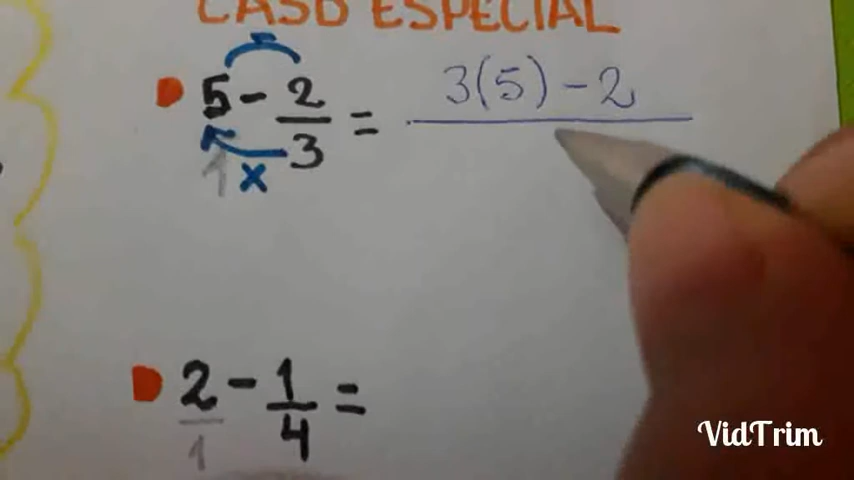 CASO ESPECIAL
5 - 2/3 = 3(5) - 2
1 x
2/1 - 1/4 =
VidTrim